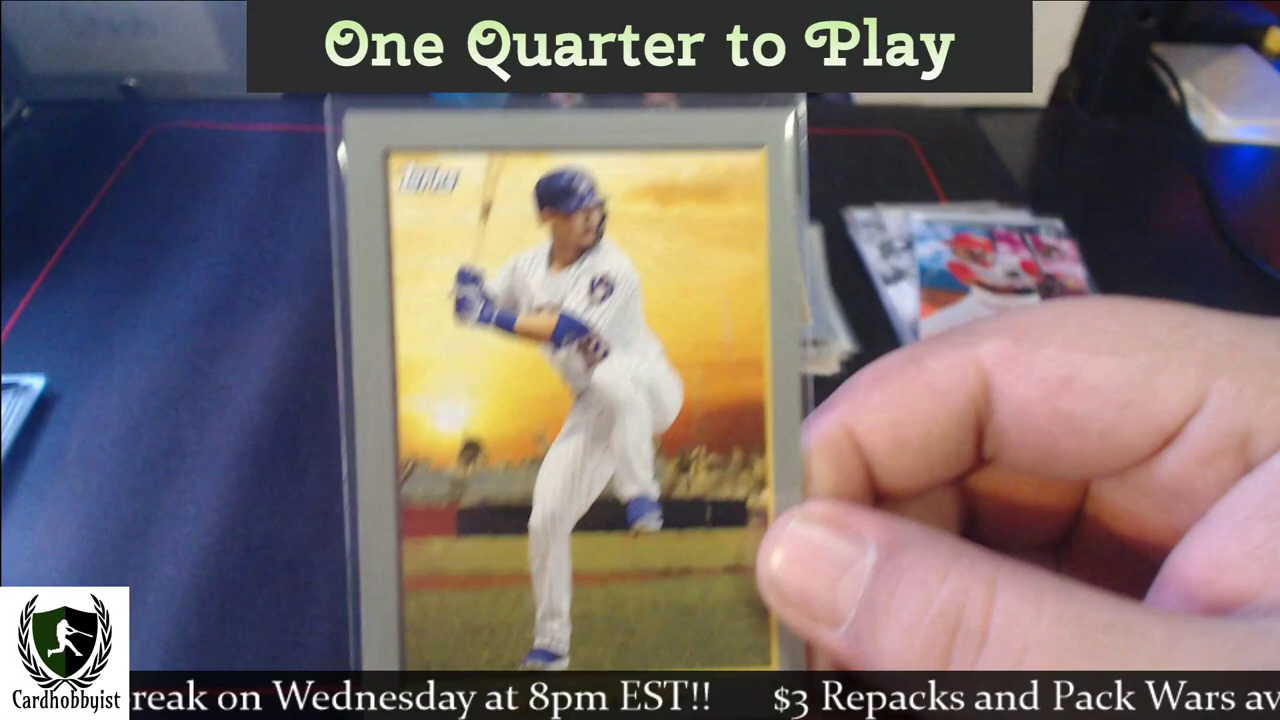 One Quarter to Play
Topps
Cardhobbyist
reak on Wednesday at 8pm EST!! $3 Repacks and Pack Wars av